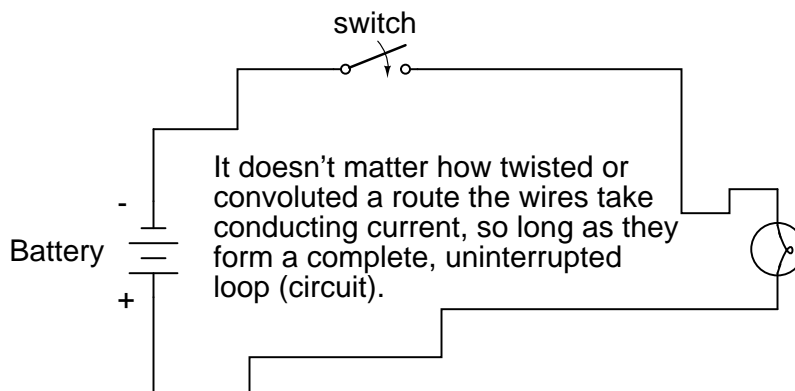 switch
It doesn’t matter how twisted or
convoluted a route the wires take
conducting current, so long as they
form a complete, uninterrupted
loop (circuit).
-
Battery
+